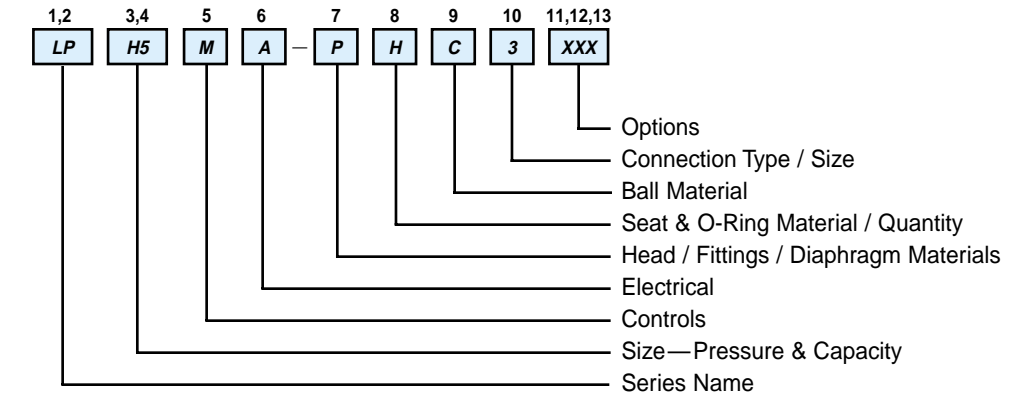 1,2 3,4 5 6 7 8 9 10 11,12,13
LP H5 M A – P H C 3 XXX
Options
Connection Type / Size
Ball Material
Seat & O-Ring Material / Quantity
Head / Fittings / Diaphragm Materials
Electrical
Controls
Size—Pressure & Capacity
Series Name